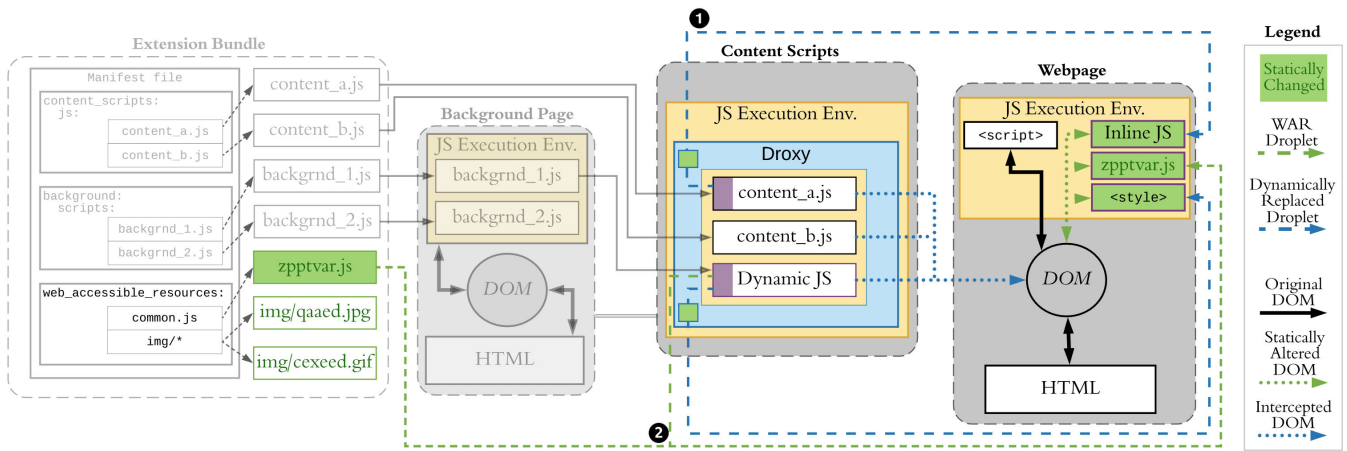 Extension Bundle
Manifest file
content_scripts:
js:
content_a.js
content_b.js
background:
scripts:
backgrnd_1.js
backgrnd_2.js
web_accessible_resources:
common.js
img/*
content_a.js
content_b.js
backgrnd_1.js
backgrnd_2.js
zpptvar.js
img/qaaed.jpg
img/cexeed.gif
Background Page
JS Execution Env.
backgrnd_1.js
backgrnd_2.js
DOM
HTML
1
2
Content Scripts
JS Execution Env.
Droxy
content_a.js
content_b.js
Dynamic JS
Webpage
JS Execution Env.
<script>
Inline JS
zpptvar.js
<style>
DOM
HTML
Legend
Statically
Changed
WAR
Droplet
Dynamically
Replaced
Droplet
Original
DOM
Statically
Altered
DOM
Intercepted
DOM